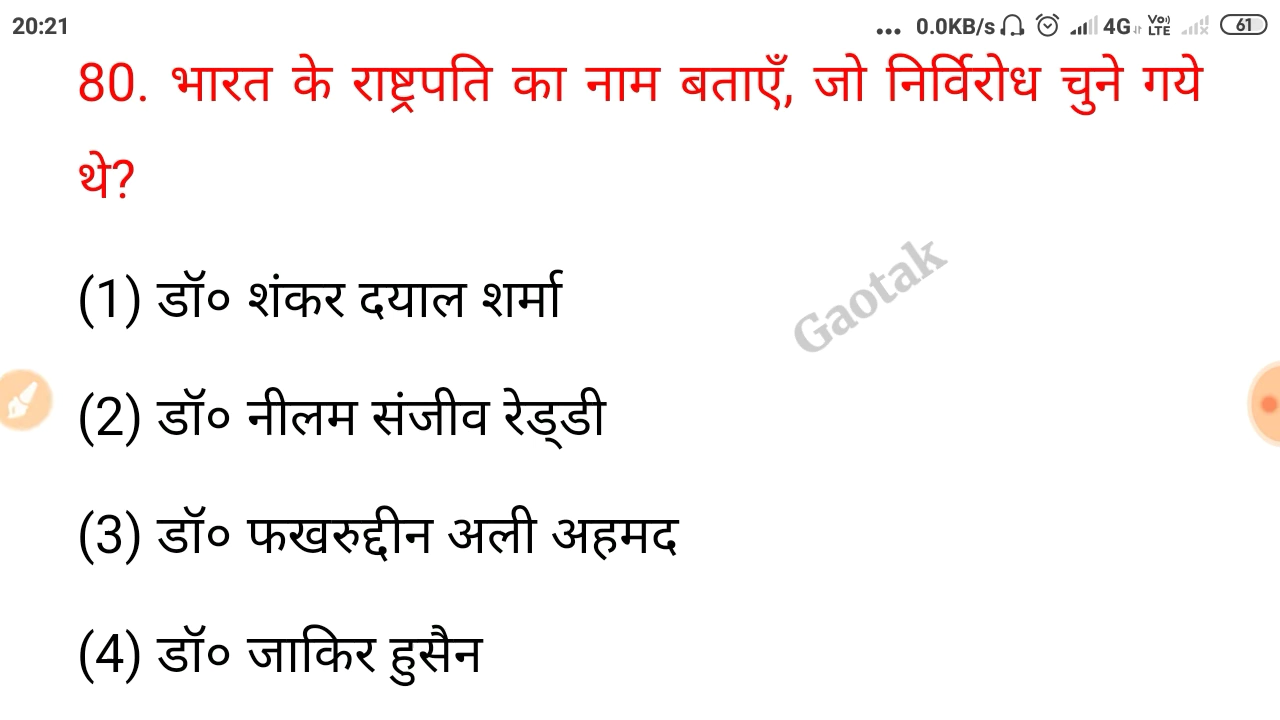 20:21 ... 0.0KB/s 4G Vo) LTE 61
80. भारत के राष्ट्रपति का नाम बताएँ, जो निर्विरोध चुने गये
थे?
(1) डॉ० शंकर दयाल शर्मा
Gaotak
(2) डॉ० नीलम संजीव रेड्डी
(3) डॉ० फखरुद्दीन अली अहमद
(4) डॉ० जाकिर हुसैन